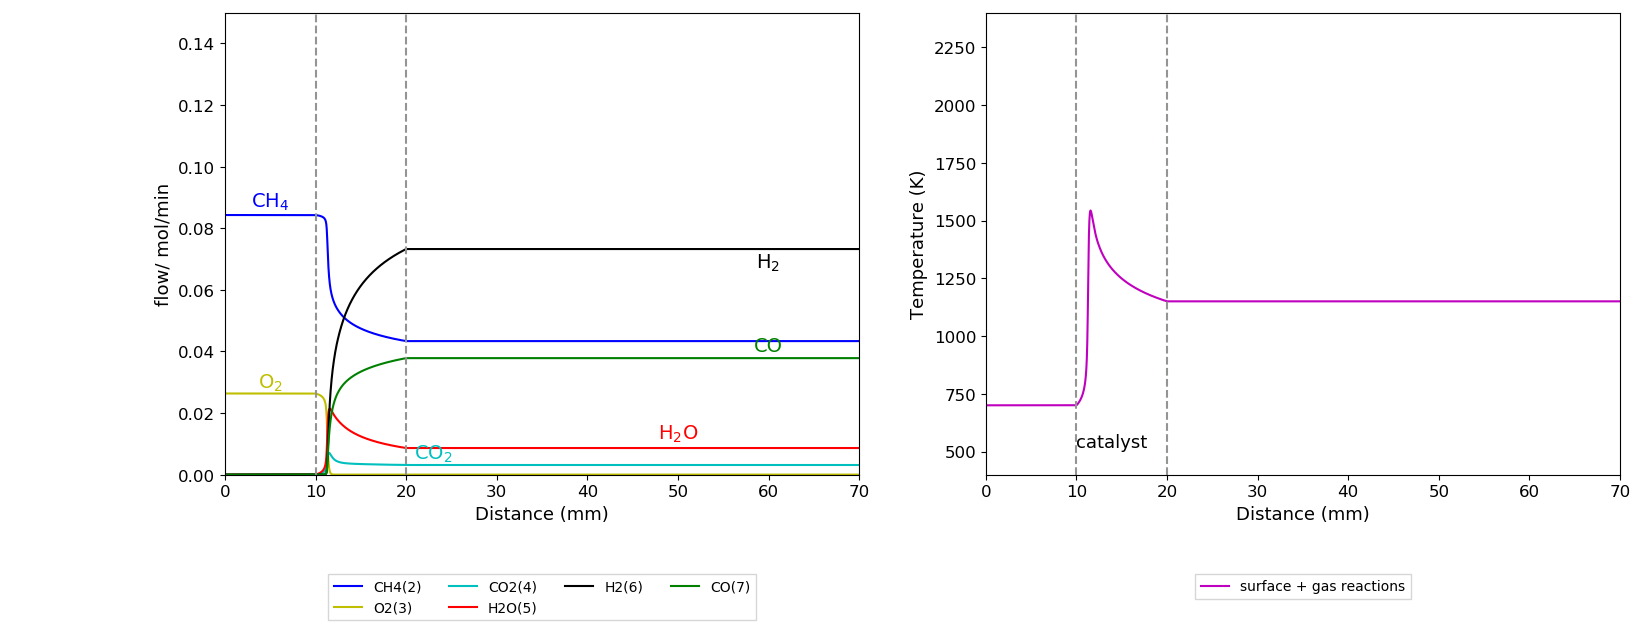 flow/ mol/min
0.14
0.12
0.10
0.08
0.06
0.04
0.02
0.00
CH₄
O₂
H₂
CO
H₂O
CO₂
0 10 20 30 40 50 60 70
Distance (mm)
CH4(2) CO2(4) H2(6) CO(7)
O2(3) H2O(5)
Temperature (K)
2250
2000
1750
1500
1250
1000
750
500
catalyst
0 10 20 30 40 50 60 70
Distance (mm)
surface + gas reactions